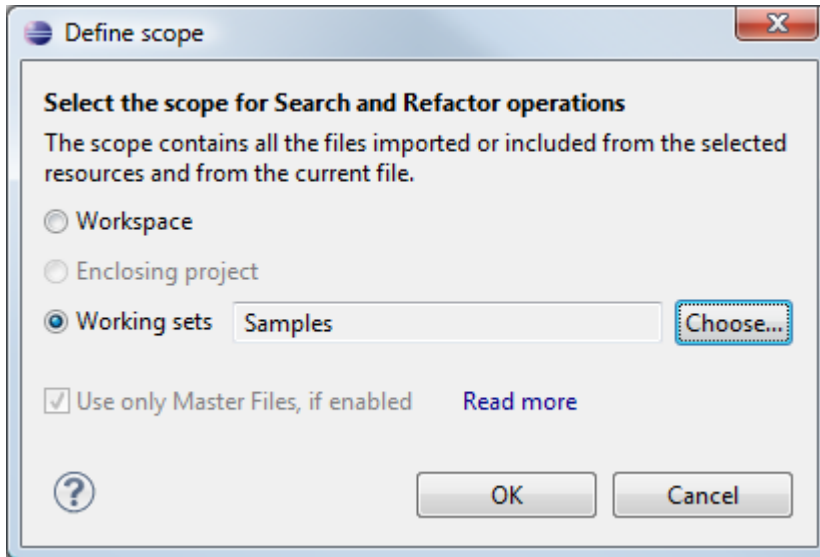 Define scope
Select the scope for Search and Refactor operations
The scope contains all the files imported or included from the selected
resources and from the current file.
Workspace
Enclosing project
Working sets Samples Choose...
Use only Master Files, if enabled Read more
? OK Cancel